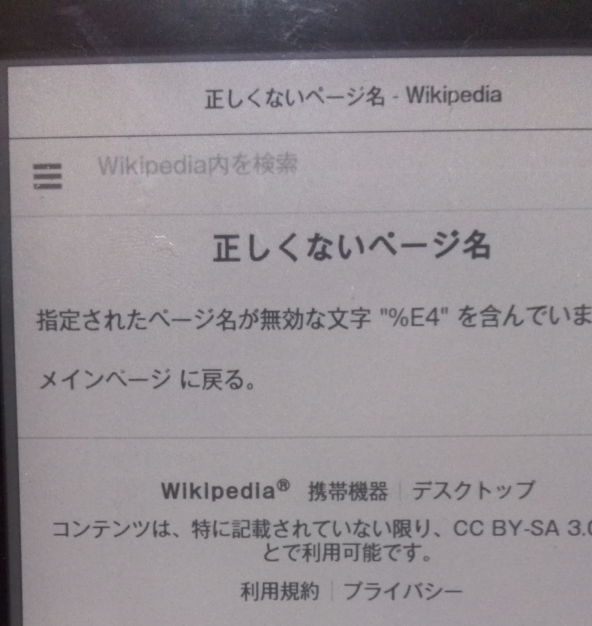 正しくないページ名 - Wikipedia
Wikipedia内を検索
正しくないページ名
指定されたページ名が無効な文字 "%E4" を含んでいま
メインページ に戻る。
Wikipedia® 携帯機器 | デスクトップ
コンテンツは、特に記載されていない限り、CC BY-SA 3.0
とで利用可能です。
利用規約 | プライバシー